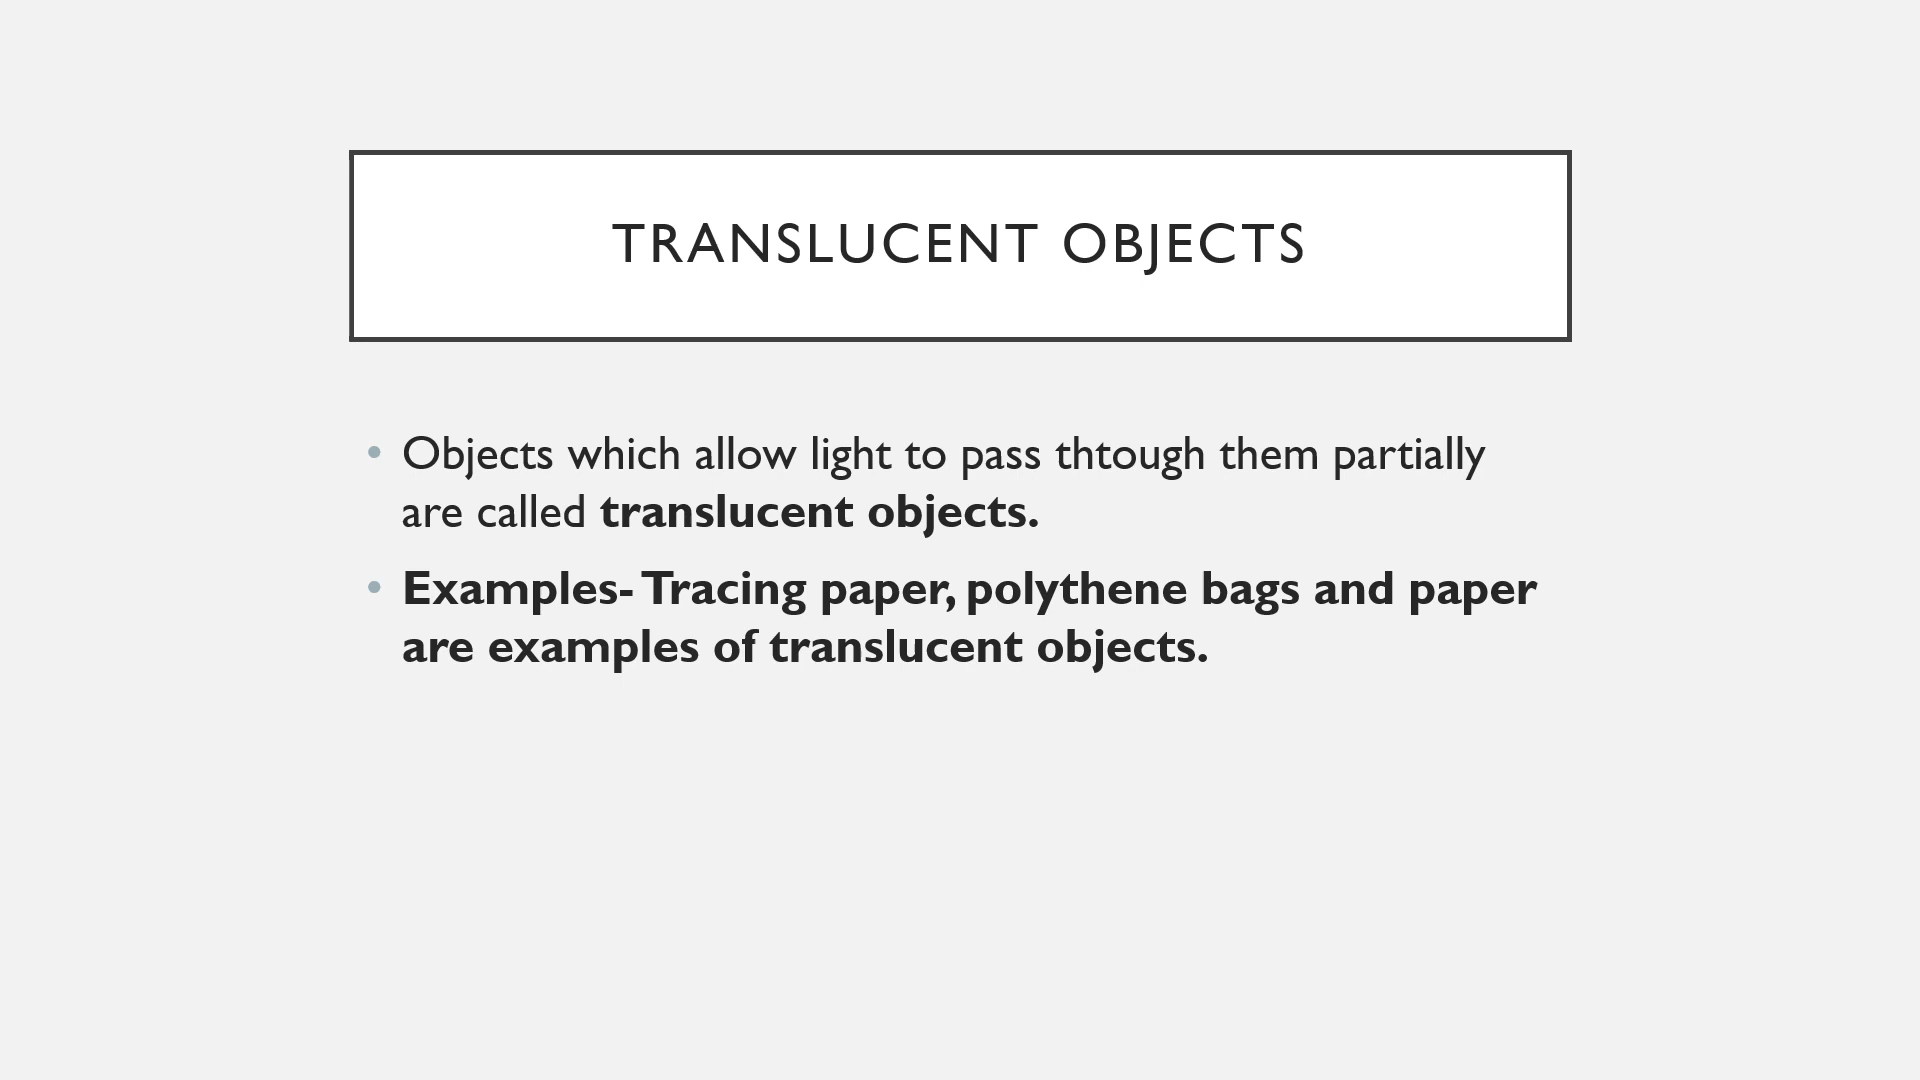 TRANSLUCENT OBJECTS
• Objects which allow light to pass thtough them partially
are called translucent objects.
• Examples- Tracing paper, polythene bags and paper
are examples of translucent objects.